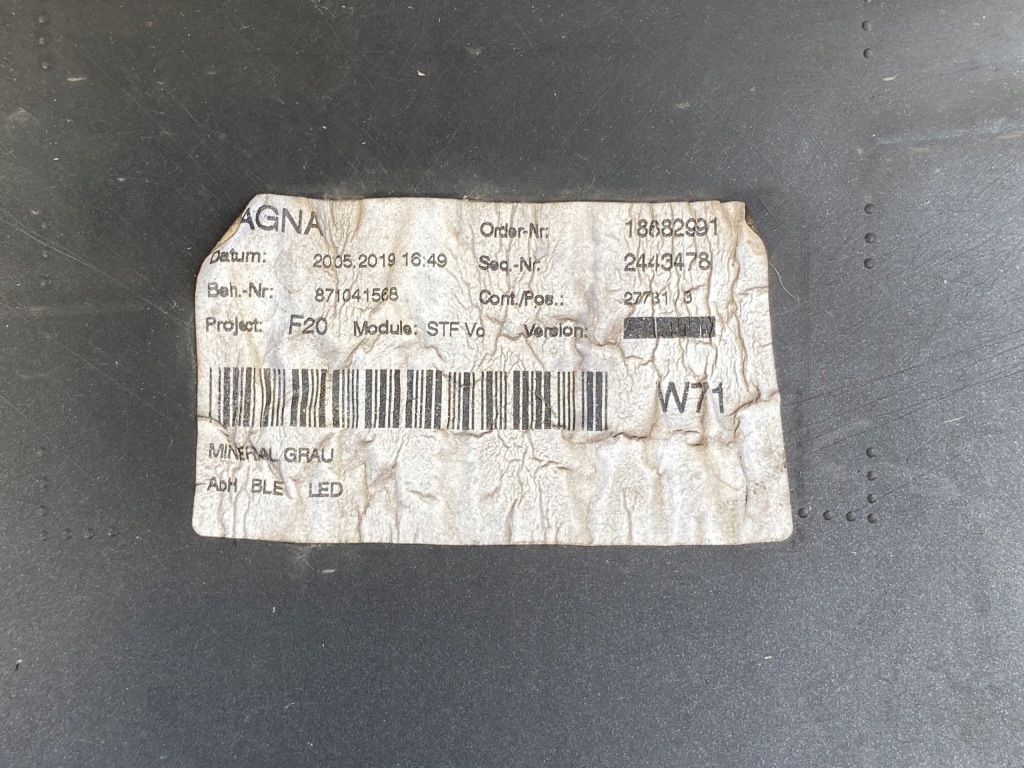 AGNA
Order-Nr: 18682991
Datum: 20.05.2019 16:49 Seq.-Nr: 2443478
Beh.-Nr: 871041568 Cont./Pos.: 27731 / 3
Project: F20 Module: STF Vo Version:
W71
MINERAL GRAU
AbH BLE LED